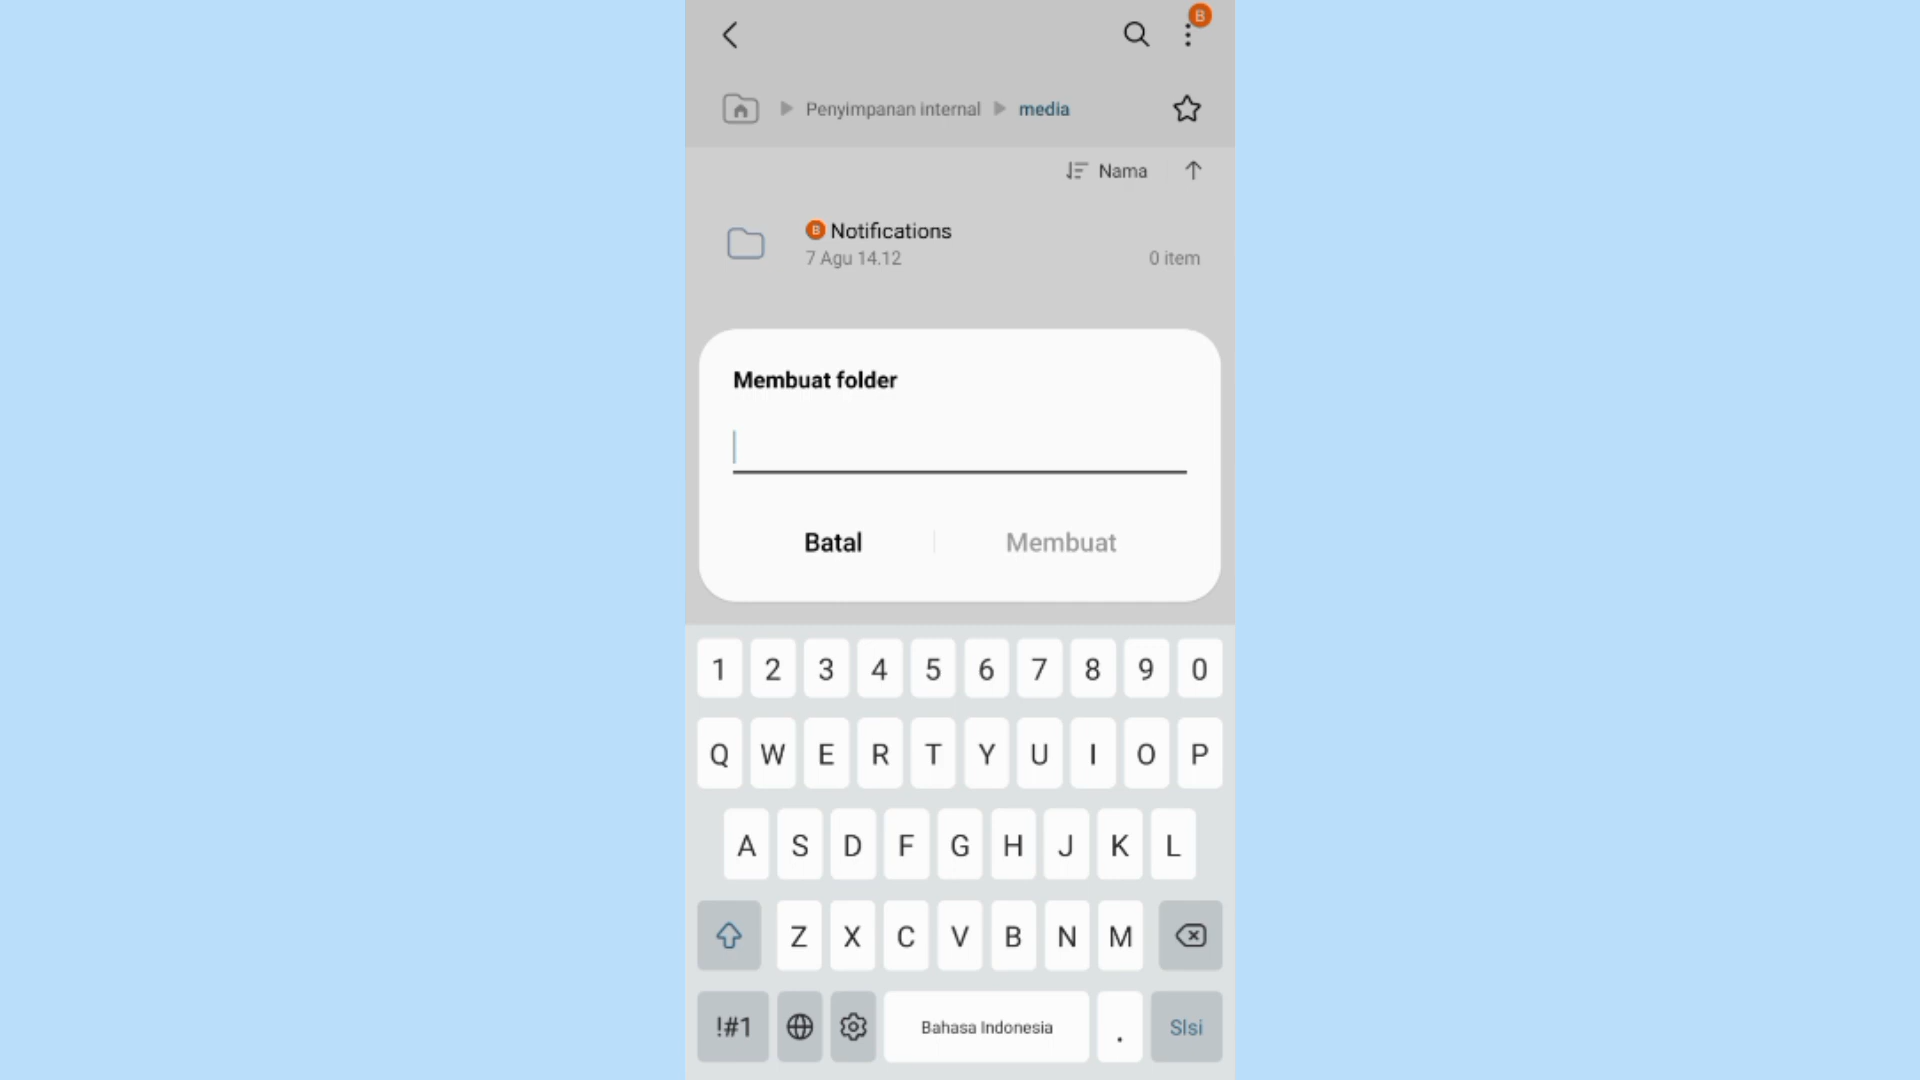 B
Penyimpanan internal media
Nama
B Notifications
7 Agu 14.12
0 item
Membuat folder
Batal
Membuat
1 2 3 4 5 6 7 8 9 0
Q W E R T Y U I O P
A S D F G H J K L
Z X C V B N M
!#1 Bahasa Indonesia . Slsi